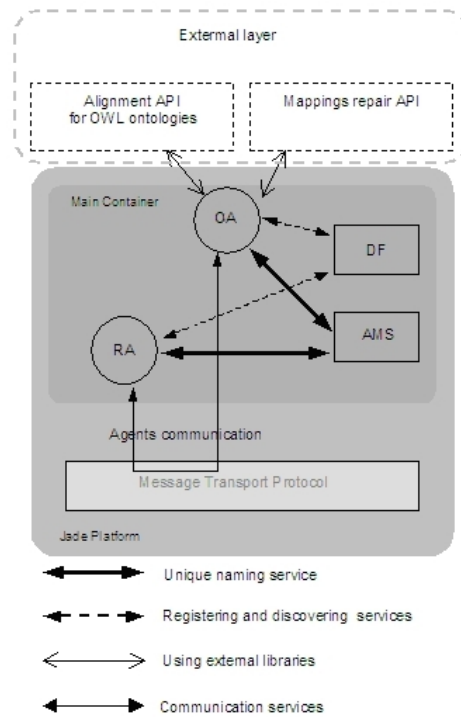 External layer
Alignment API
for OWL ontologies
Mappings repair API
Main Container
OA
DF
AMS
RA
Agents communication
Message Transport Protocol
Jade Platform
Unique naming service
Registering and discovering services
Using external libraries
Communication services